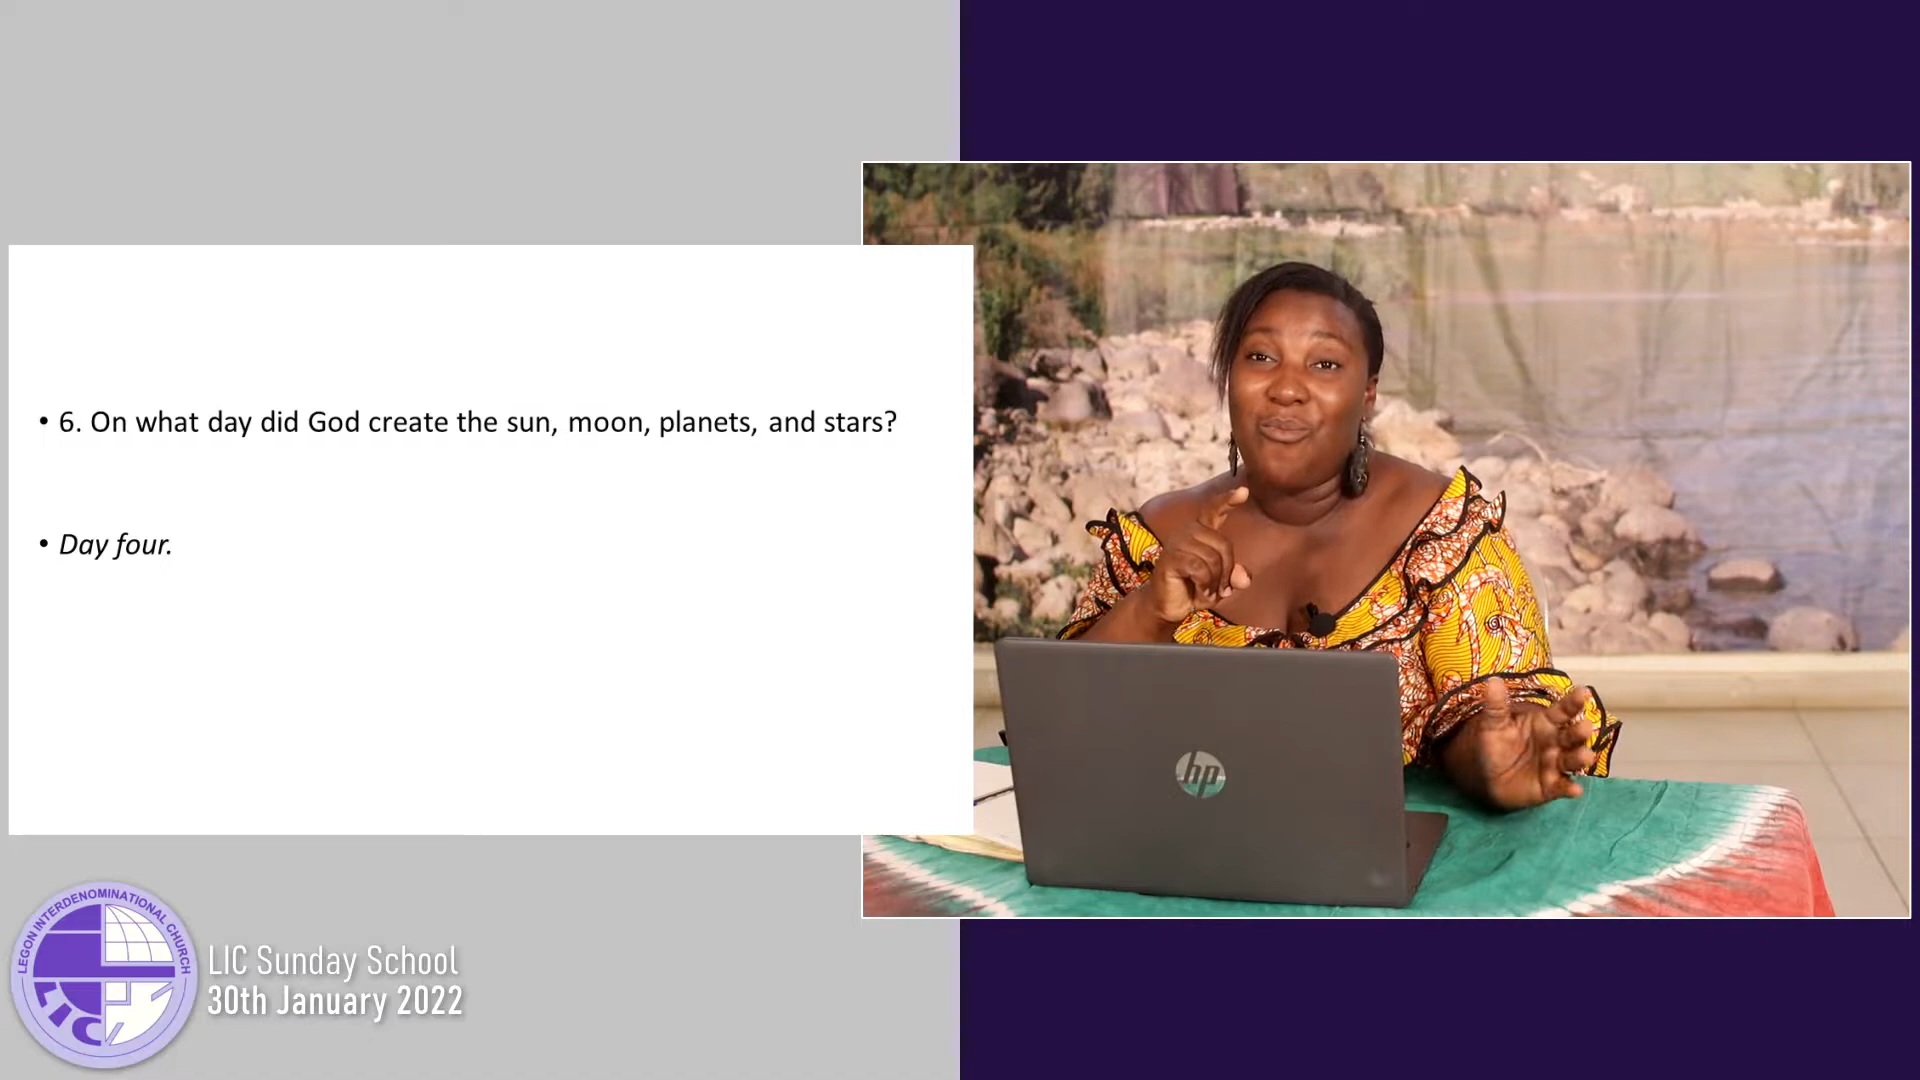 • 6. On what day did God create the sun, moon, planets, and stars?
• Day four.
hp
LEGON INTERDENOMINATIONAL CHURCH
LIC
LIC Sunday School
30th January 2022